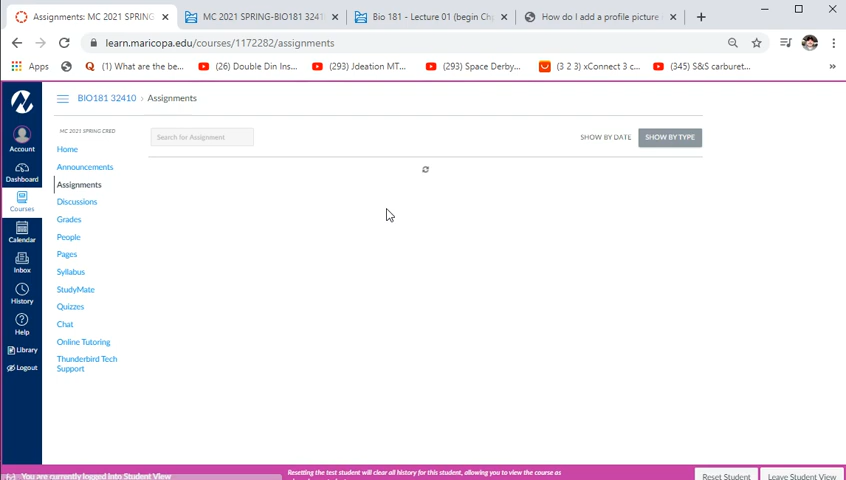 Assignments: MC 2021 SPRING-
MC 2021 SPRING-BIO181 3241
Bio 181 - Lecture 01 (begin Ch
How do I add a profile picture
learn.maricopa.edu/courses/1172282/assignments
Apps
(1) What are the be...
(26) Double Din Ins...
(293) Jdeation MT...
(293) Space Derby...
(3 2 3) xConnect 3 c...
(345) S&S carburet...
BIO181 32410 › Assignments
MC 2021 SPRING CRED
Search for Assignment
SHOW BY DATE
SHOW BY TYPE
Account
Dashboard
Courses
Calendar
Inbox
History
Help
Library
Logout
Home
Announcements
Assignments
Discussions
Grades
People
Pages
Syllabus
StudyMate
Quizzes
Chat
Online Tutoring
Thunderbird Tech
Support
You are currently logged into Student View
Resetting the test student will clear all history for this student, allowing you to view the course as
Reset Student
Leave Student View